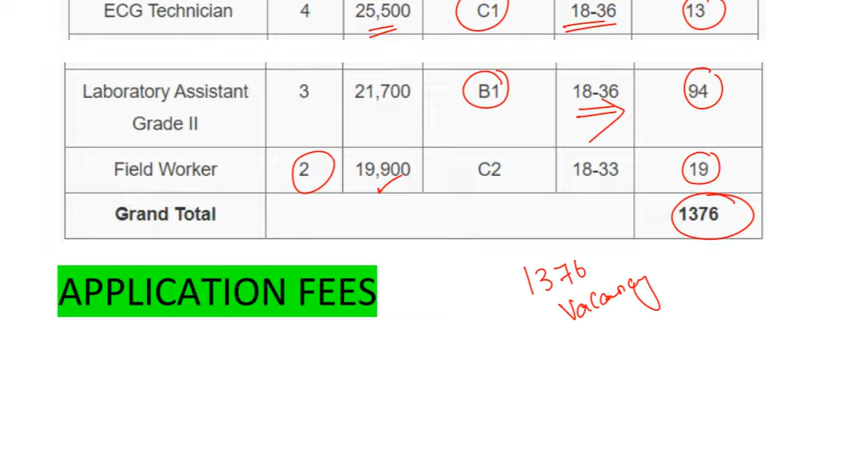 ECG Technician 4 25,500 C1 18-36 13
Laboratory Assistant Grade II 3 21,700 B1 18-36 94
Field Worker 2 19,900 C2 18-33 19
Grand Total 1376
APPLICATION FEES
1376
vacancy